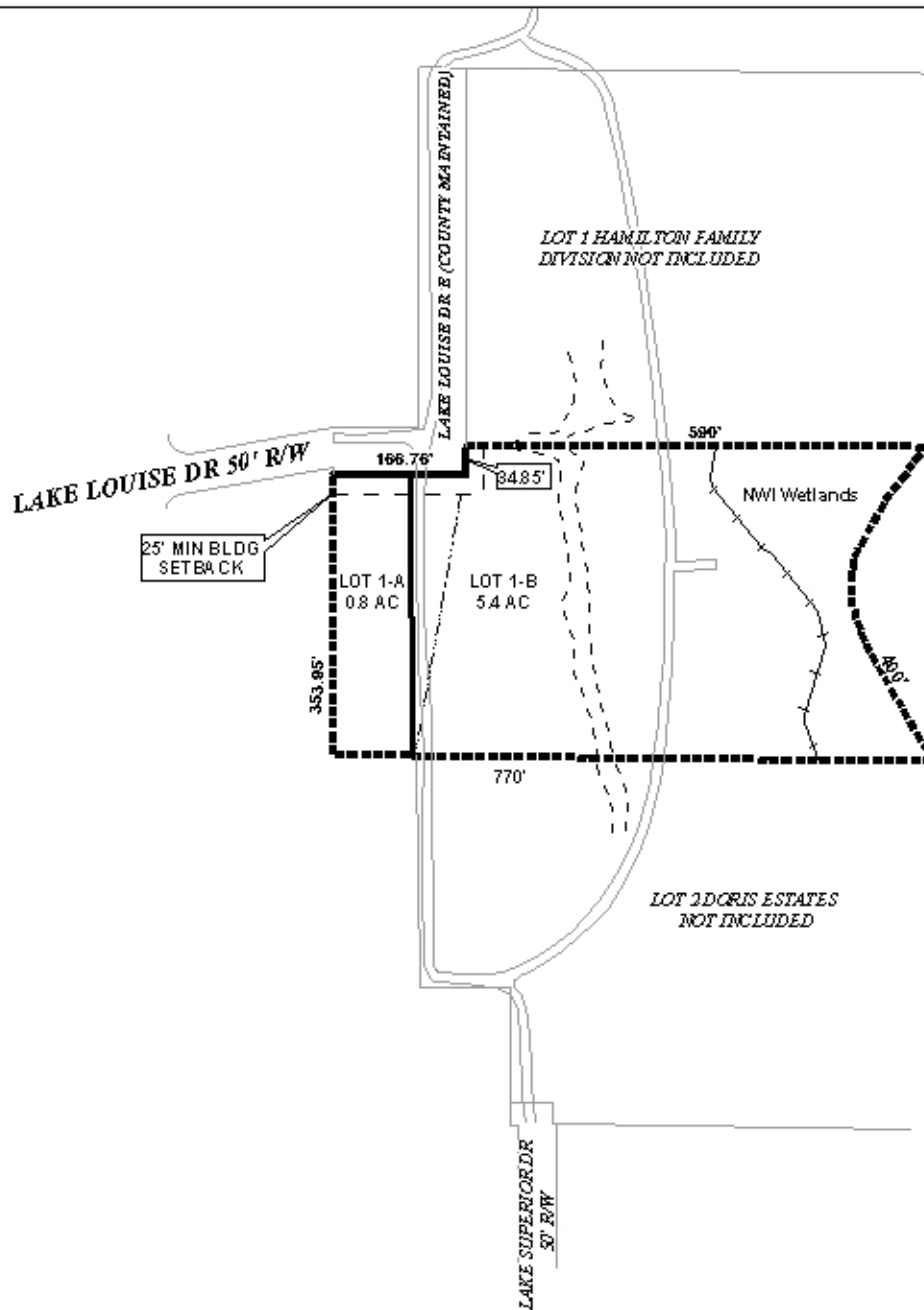 LAKE LOUISE DR E (COUNTY MAINTAINED)
LOT 1 HAMILTON FAMILY
DIVISION NOT INCLUDED
590'
LAKE LOUISE DR 50' R/W
166.76'
34.85'
NWI Wetlands
25' MIN BLDG
SETBACK
LOT 1-A
0.8 AC
LOT 1-B
5.4 AC
353.95'
400'
770'
LOT 2 DORIS ESTATES
NOT INCLUDED
LAKE SUPERIOR DR
50' R/W